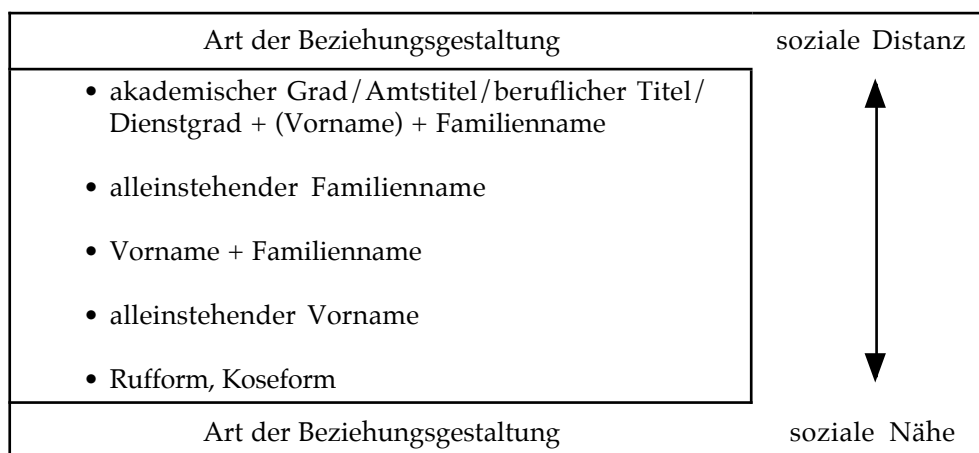 Art der Beziehungsgestaltung soziale Distanz
• akademischer Grad/Amtstitel/beruflicher Titel/
Dienstgrad + (Vorname) + Familienname
• alleinstehender Familienname
• Vorname + Familienname
• alleinstehender Vorname
• Rufform, Koseform
Art der Beziehungsgestaltung soziale Nähe